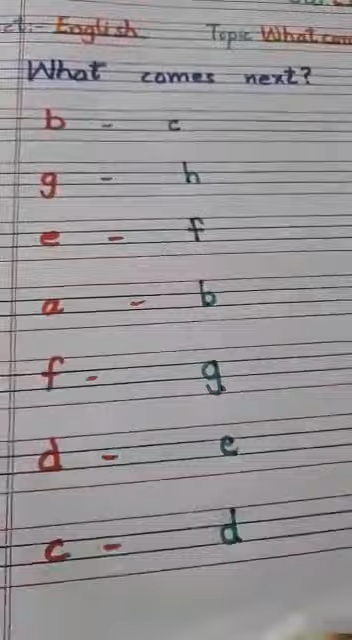 English Topic What
What comes next?
b - c
g - h
e - f
a - b
f - g
d - e
c - d